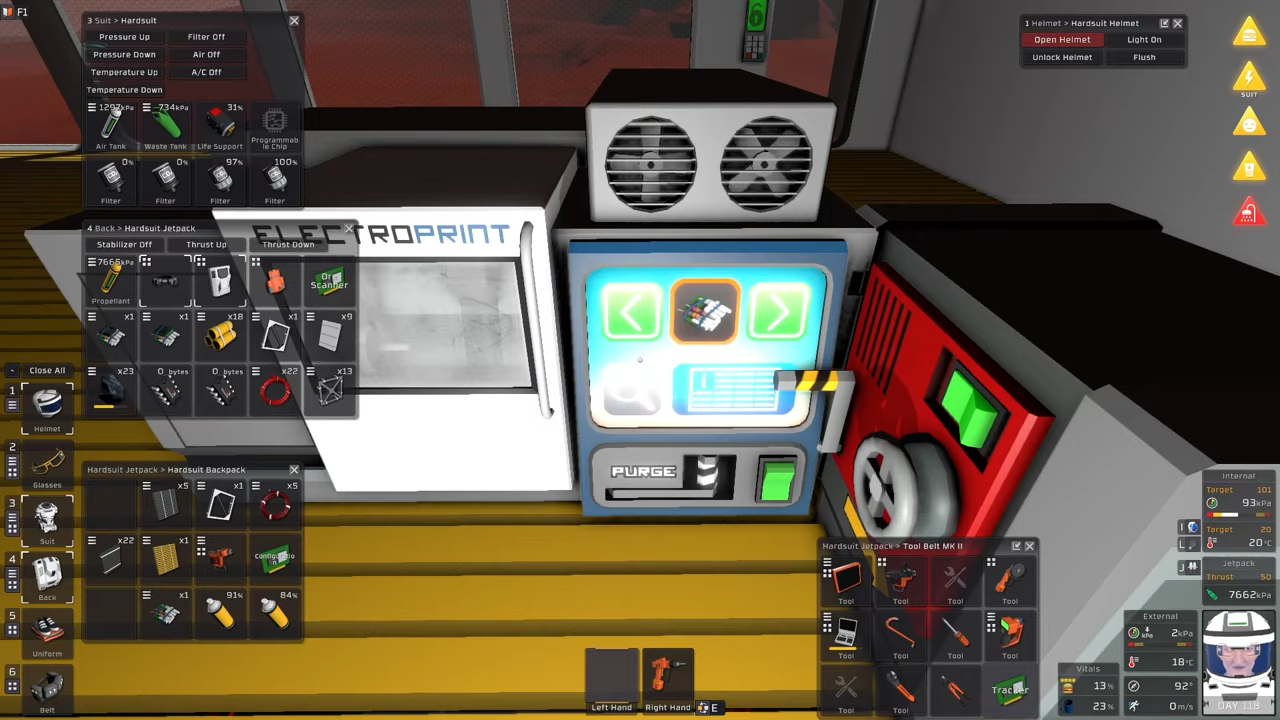 F1
3 Suit > Hardsuit
Pressure Up
Filter Off
Pressure Down
Air Off
Temperature Up
A/C Off
Temperature Down
1297kPa
734kPa
31%
Air Tank
Waste Tank
Life Support
Programmable Chip
0%
0%
97%
100%
Filter
Filter
Filter
Filter
4 Back > Hardsuit Jetpack
Stabilizer Off
Thrust Up
Thrust Down
7665kPa
Propellant
Ore Scanner
x1
x1
x18
x1
x9
x23
0 bytes
0 bytes
x22
x13
Close All
1
Helmet
2
Glasses
3
Suit
4
Back
5
Uniform
6
Belt
Hardsuit Jetpack > Hardsuit Backpack
x5
x1
x5
x22
x1
Configuration
x1
91%
84%
ELECTROPRINT
PURGE
6
1 Helmet > Hardsuit Helmet
Open Helmet
Light On
Unlock Helmet
Flush
SUIT
Hardsuit Jetpack > Tool Belt MK II
Tool
Tool
Tool
Tool
Tool
Tool
Tool
Tool
Tool
Tool
Tool
Tracker
Left Hand
Right Hand
E
Internal
Target 101
93kPa
Target 20
20°C
Jetpack
Thrust 50
7662kPa
External
2kPa
18°C
92°
0m/s
Vitals
13%
23%
DAY 118